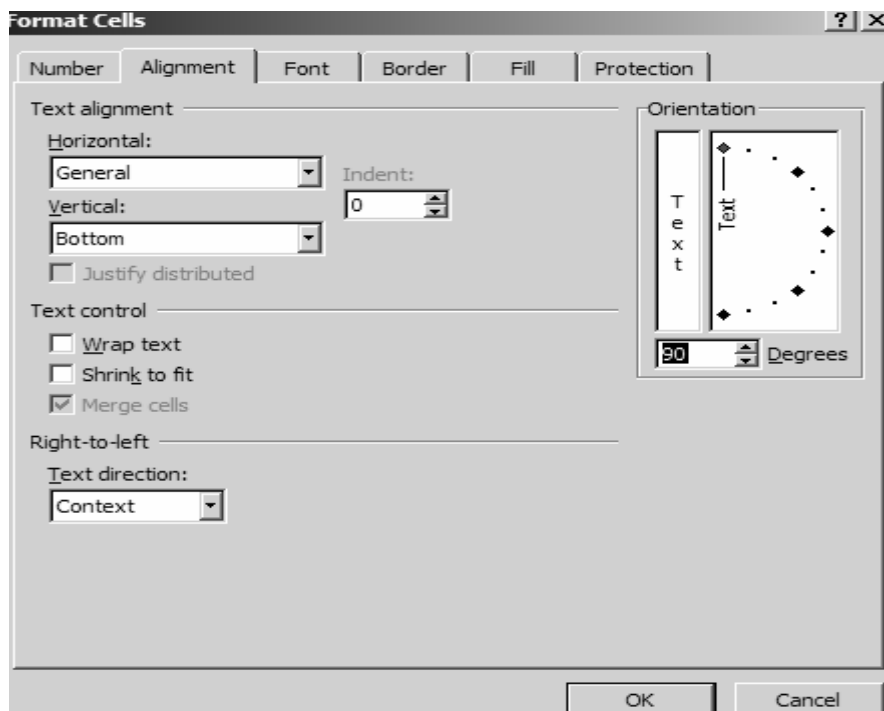 Format Cells ? X
Number Alignment Font Border Fill Protection
Text alignment
Horizontal:
General
Indent:
0
Vertical:
Bottom
Justify distributed
Text control
Wrap text
Shrink to fit
Merge cells
Right-to-left
Text direction:
Context
Orientation
Text
Text
90 Degrees
OK Cancel